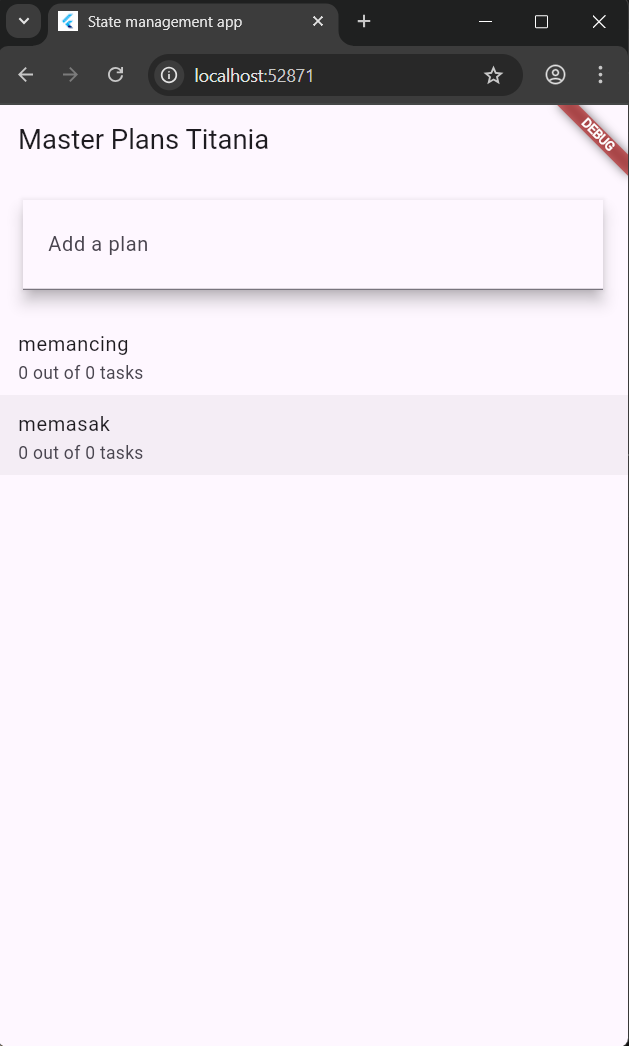 State management app
localhost:52871
Master Plans Titania
DEBUG
Add a plan
memancing
0 out of 0 tasks
memasak
0 out of 0 tasks